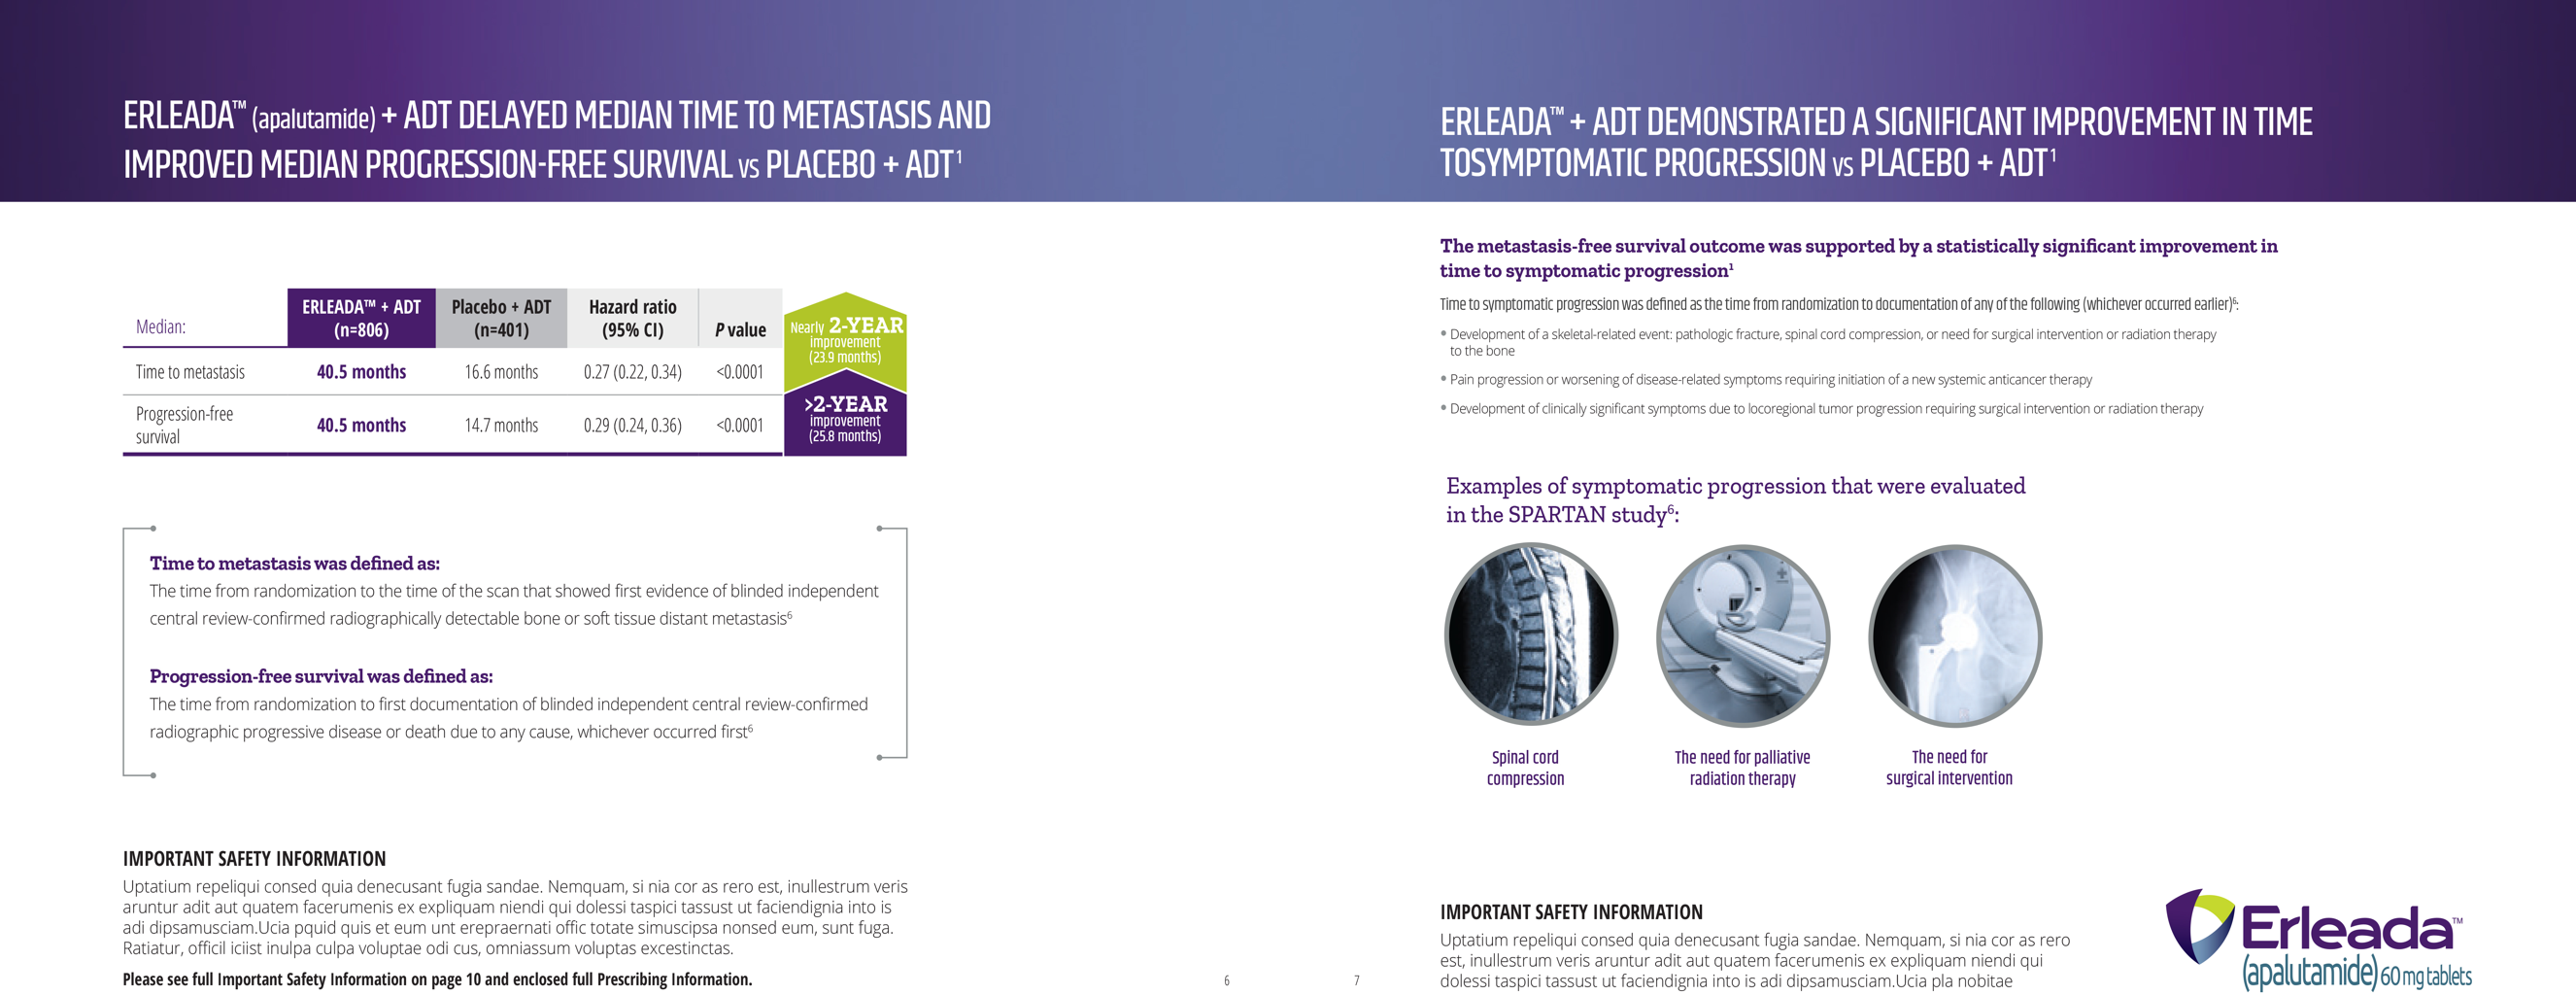 ERLEADA™ (apalutamide) + ADT DELAYED MEDIAN TIME TO METASTASIS AND
IMPROVED MEDIAN PROGRESSION-FREE SURVIVAL VS PLACEBO + ADT¹
Median:
ERLEADA™ + ADT
(n=806)
Placebo + ADT
(n=401)
Hazard ratio
(95% CI)
P value
Time to metastasis
40.5 months
16.6 months
0.27 (0.22, 0.34)
<0.0001
Progression-free
survival
40.5 months
14.7 months
0.29 (0.24, 0.36)
<0.0001
Nearly 2-YEAR
improvement
(23.9 months)
>2-YEAR
improvement
(25.8 months)
Time to metastasis was defined as:
The time from randomization to the time of the scan that showed first evidence of blinded independent
central review-confirmed radiographically detectable bone or soft tissue distant metastasis⁶
Progression-free survival was defined as:
The time from randomization to first documentation of blinded independent central review-confirmed
radiographic progressive disease or death due to any cause, whichever occurred first⁶
IMPORTANT SAFETY INFORMATION
Uptatium repeliqui consed quia denecusant fugia sandae. Nemquam, si nia cor as rero est, inullestrum veris
aruntur adit aut quatem facerumenis ex expliquam niendi qui dolessi taspici tassust ut faciendignia into is
adi dipsamusciam.Ucia pquid quis et eum unt erepraernati offic totate simuscipsa nonsed eum, sunt fuga.
Ratiatur, officil iciist inulpa culpa voluptae odi cus, omniassum voluptas excestinctas.
Please see full Important Safety Information on page 10 and enclosed full Prescribing Information.
6
ERLEADA™ + ADT DEMONSTRATED A SIGNIFICANT IMPROVEMENT IN TIME
TOSYMPTOMATIC PROGRESSION VS PLACEBO + ADT¹
The metastasis-free survival outcome was supported by a statistically significant improvement in
time to symptomatic progression¹
Time to symptomatic progression was defined as the time from randomization to documentation of any of the following (whichever occurred earlier)⁶:
• Development of a skeletal-related event: pathologic fracture, spinal cord compression, or need for surgical intervention or radiation therapy
to the bone
• Pain progression or worsening of disease-related symptoms requiring initiation of a new systemic anticancer therapy
• Development of clinically significant symptoms due to locoregional tumor progression requiring surgical intervention or radiation therapy
Examples of symptomatic progression that were evaluated
in the SPARTAN study⁶:
Spinal cord
compression
The need for palliative
radiation therapy
The need for
surgical intervention
IMPORTANT SAFETY INFORMATION
Uptatium repeliqui consed quia denecusant fugia sandae. Nemquam, si nia cor as rero
est, inullestrum veris aruntur adit aut quatem facerumenis ex expliquam niendi qui
dolessi taspici tassust ut faciendignia into is adi dipsamusciam.Ucia pla nobitae
7
Erleada™
(apalutamide) 60 mg tablets